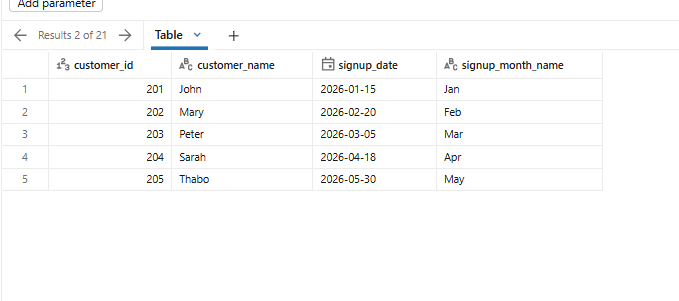 Add parameter
Results 2 of 21 Table
customer_id customer_name signup_date signup_month_name
1 201 John 2026-01-15 Jan
2 202 Mary 2026-02-20 Feb
3 203 Peter 2026-03-05 Mar
4 204 Sarah 2026-04-18 Apr
5 205 Thabo 2026-05-30 May